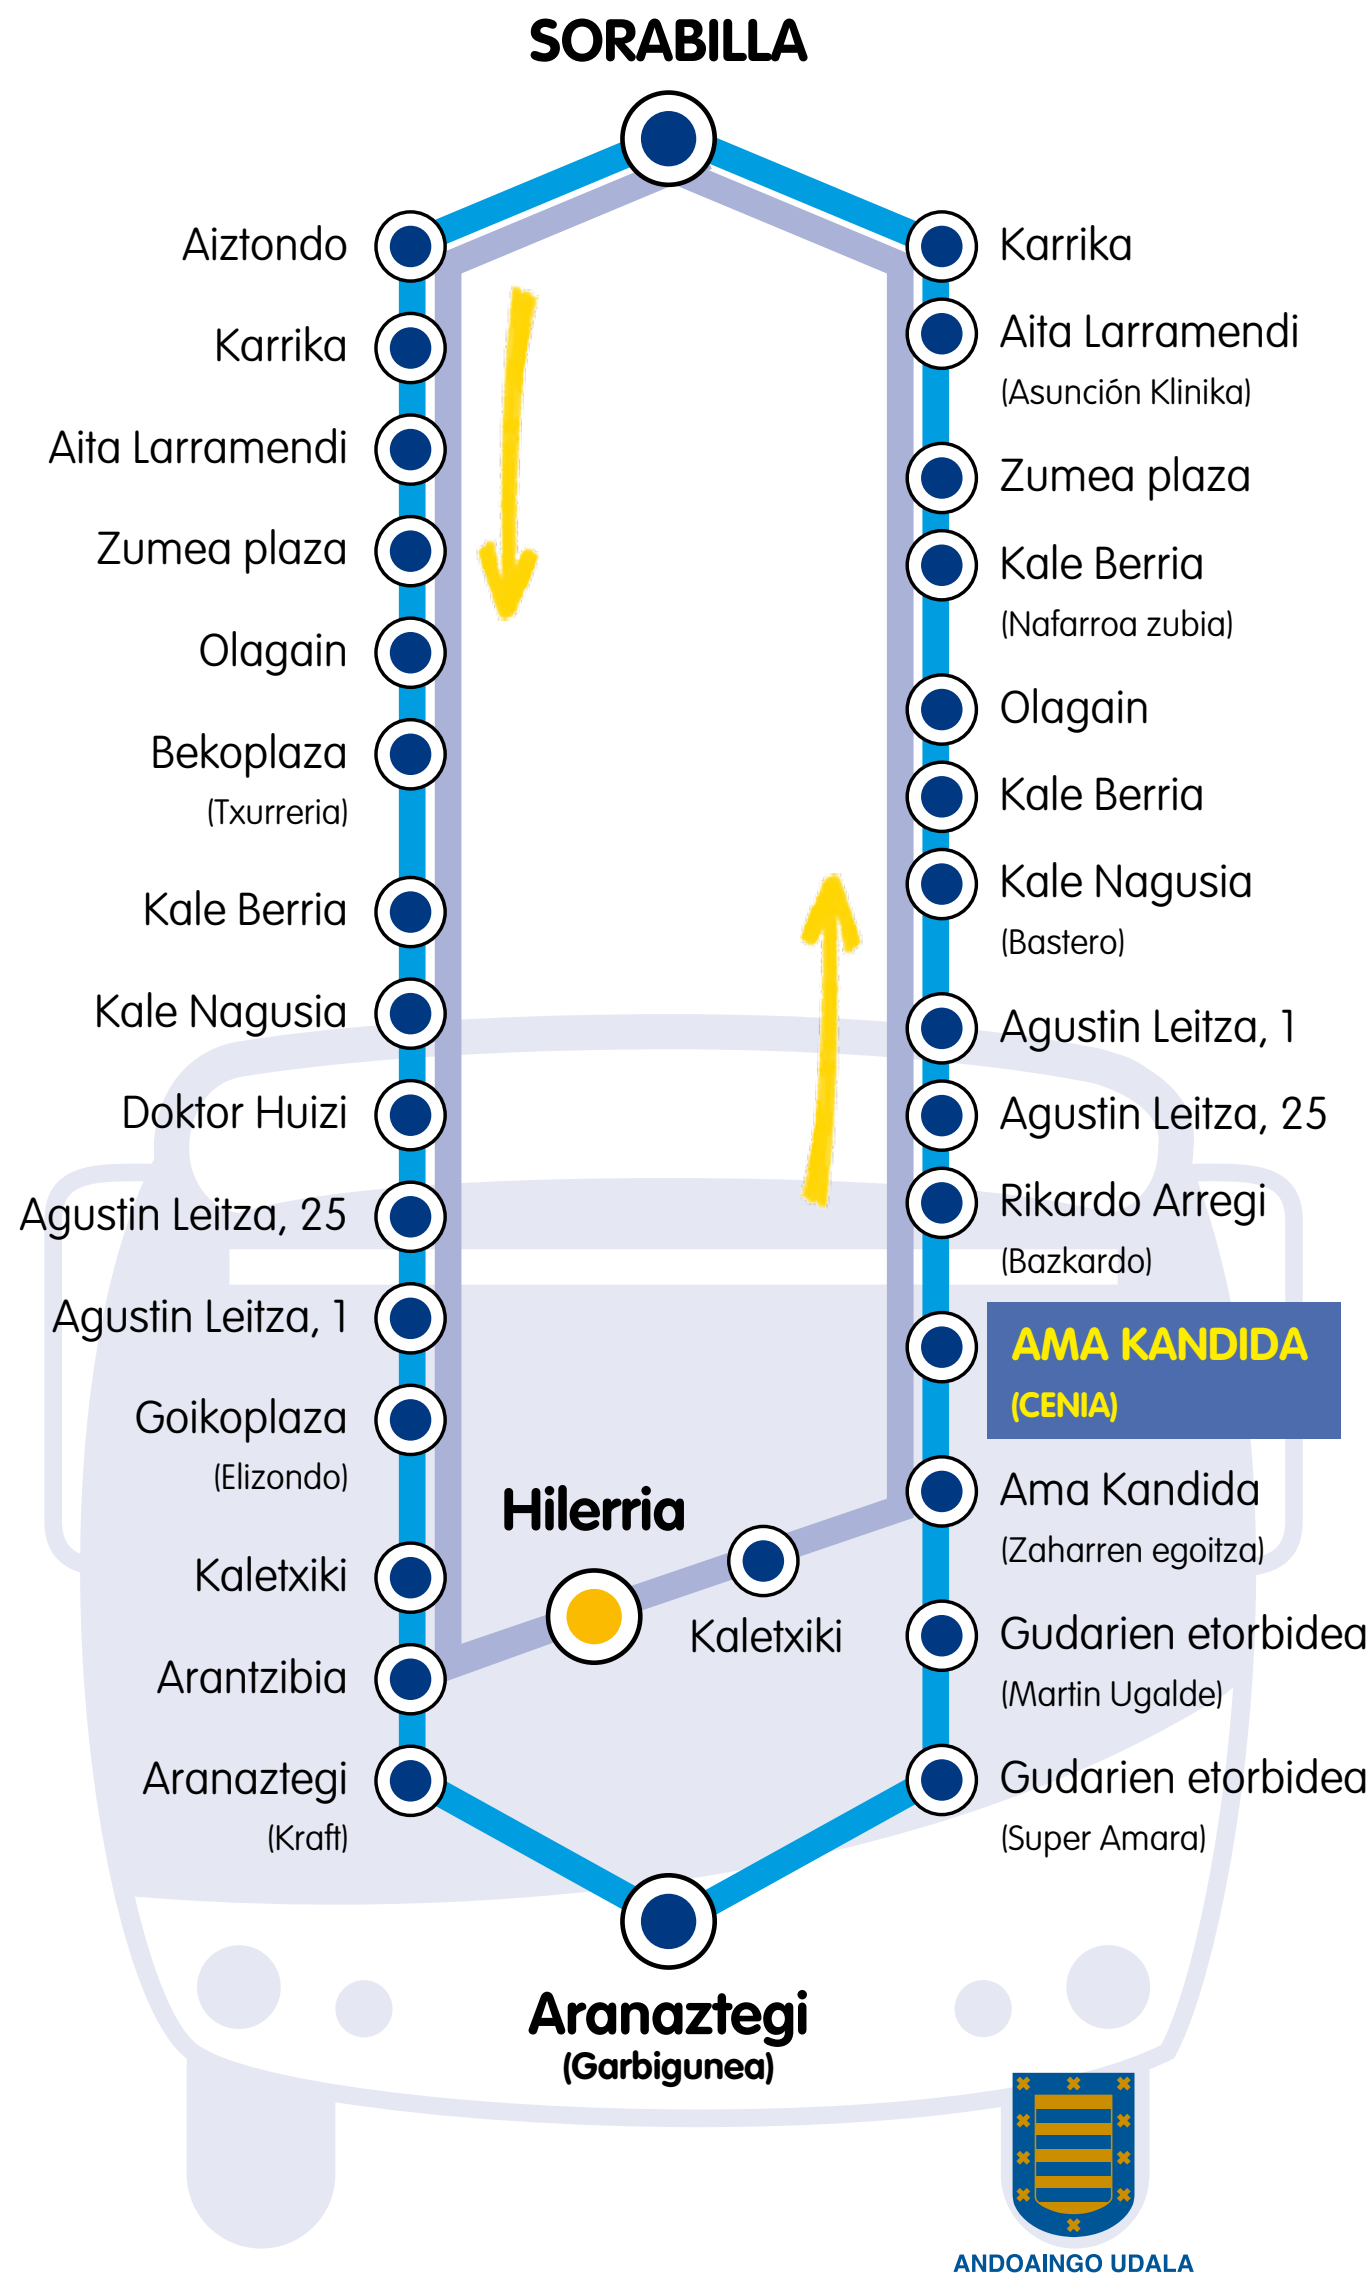 SORABILLA
Aiztondo
Karrika
Aita Larramendi
Zumea plaza
Olagain
Bekoplaza
(Txurreria)
Kale Berria
Kale Nagusia
Doktor Huizi
Agustin Leitza, 25
Agustin Leitza, 1
Goikoplaza
(Elizondo)
Kaletxiki
Arantzibia
Aranaztegi
(Kraft)
Hilerria
Kaletxiki
Karrika
Aita Larramendi
(Asunción Klinika)
Zumea plaza
Kale Berria
(Nafarroa zubia)
Olagain
Kale Berria
Kale Nagusia
(Bastero)
Agustin Leitza, 1
Agustin Leitza, 25
Rikardo Arregi
(Bazkardo)
AMA KANDIDA
(CENIA)
Ama Kandida
(Zaharren egoitza)
Gudarien etorbidea
(Martin Ugalde)
Gudarien etorbidea
(Super Amara)
Aranaztegi
(Garbigunea)
ANDOAINGO UDALA